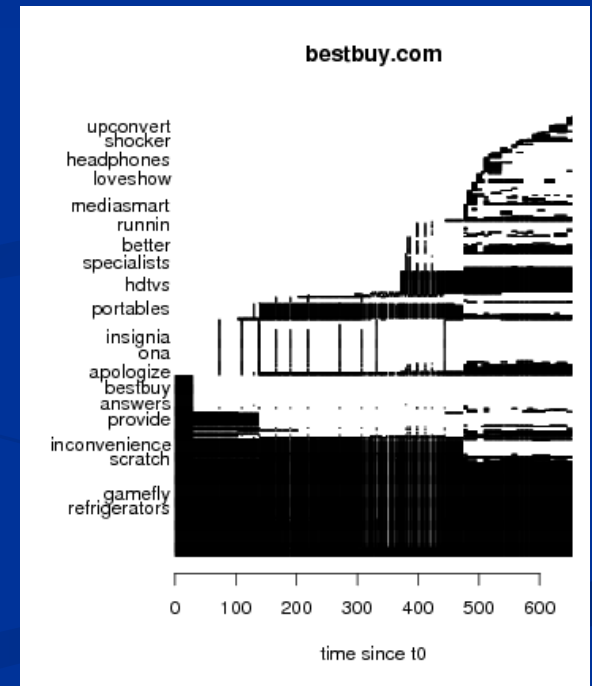 bestbuy.com
upconvert
shocker
headphones
loveshow
mediasmart
runnin
better
specialists
hdtvs
portables
insignia
ona
apologize
bestbuy
answers
provide
inconvenience
scratch
gamefly
refrigerators
0 100 200 300 400 500 600
time since t0